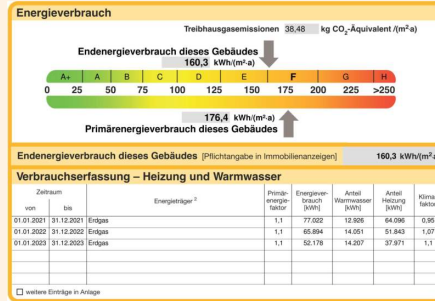 Energieverbrauch
Treibhausgasemissionen 38,48 kg CO2-Äquivalent /(m²·a)
Endenergieverbrauch dieses Gebäudes
160,3 kWh/(m²·a)
A+ A B C D E F G H
0 25 50 75 100 125 150 175 200 225 >250
176,4 kWh/(m²·a)
Primärenergieverbrauch dieses Gebäudes
Endenergieverbrauch dieses Gebäudes [Pflichtangabe in Immobilienanzeigen] 160,3 kWh/(m²·a
Verbrauchserfassung – Heizung und Warmwasser
Zeitraum
von bis
Energieträger 2
Primär-
energie-
faktor
Energiever-
brauch
[kWh]
Anteil
Warmwasser
[kWh]
Anteil
Heizung
[kWh]
Klima
fakto
01.01.2021 31.12.2021 Erdgas 1,1 77.022 12.926 64.096 0,95
01.01.2022 31.12.2022 Erdgas 1,1 65.894 14.051 51.843 1,07
01.01.2023 31.12.2023 Erdgas 1,1 52.178 14.207 37.971 1,1
weitere Einträge in Anlage